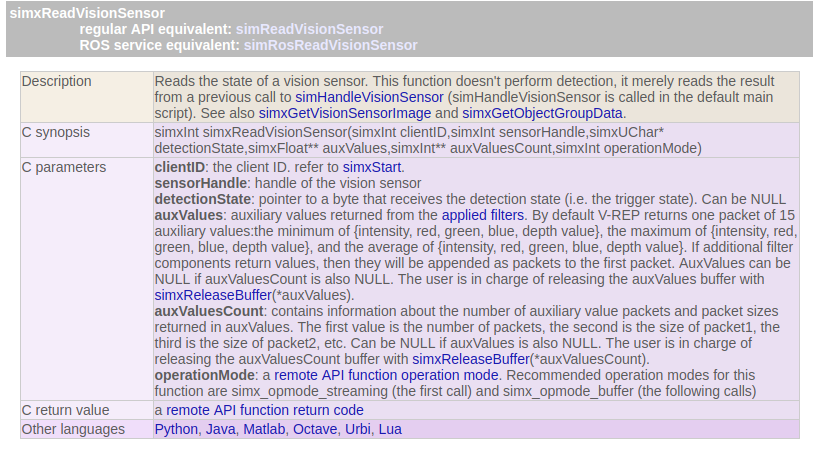 simxReadVisionSensor
regular API equivalent: simReadVisionSensor
ROS service equivalent: simRosReadVisionSensor
Description
Reads the state of a vision sensor. This function doesn't perform detection, it merely reads the result
from a previous call to simHandleVisionSensor (simHandleVisionSensor is called in the default main
script). See also simxGetVisionSensorImage and simxGetObjectGroupData.
C synopsis
simxInt simxReadVisionSensor(simxInt clientID,simxInt sensorHandle,simxUChar*
detectionState,simxFloat** auxValues,simxInt** auxValuesCount,simxInt operationMode)
C parameters
clientID: the client ID. refer to simxStart.
sensorHandle: handle of the vision sensor
detectionState: pointer to a byte that receives the detection state (i.e. the trigger state). Can be NULL
auxValues: auxiliary values returned from the applied filters. By default V-REP returns one packet of 15
auxiliary values:the minimum of {intensity, red, green, blue, depth value}, the maximum of {intensity, red,
green, blue, depth value}, and the average of {intensity, red, green, blue, depth value}. If additional filter
components return values, then they will be appended as packets to the first packet. AuxValues can be
NULL if auxValuesCount is also NULL. The user is in charge of releasing the auxValues buffer with
simxReleaseBuffer(*auxValues).
auxValuesCount: contains information about the number of auxiliary value packets and packet sizes
returned in auxValues. The first value is the number of packets, the second is the size of packet1, the
third is the size of packet2, etc. Can be NULL if auxValues is also NULL. The user is in charge of
releasing the auxValuesCount buffer with simxReleaseBuffer(*auxValuesCount).
operationMode: a remote API function operation mode. Recommended operation modes for this
function are simx_opmode_streaming (the first call) and simx_opmode_buffer (the following calls)
C return value
a remote API function return code
Other languages
Python, Java, Matlab, Octave, Urbi, Lua